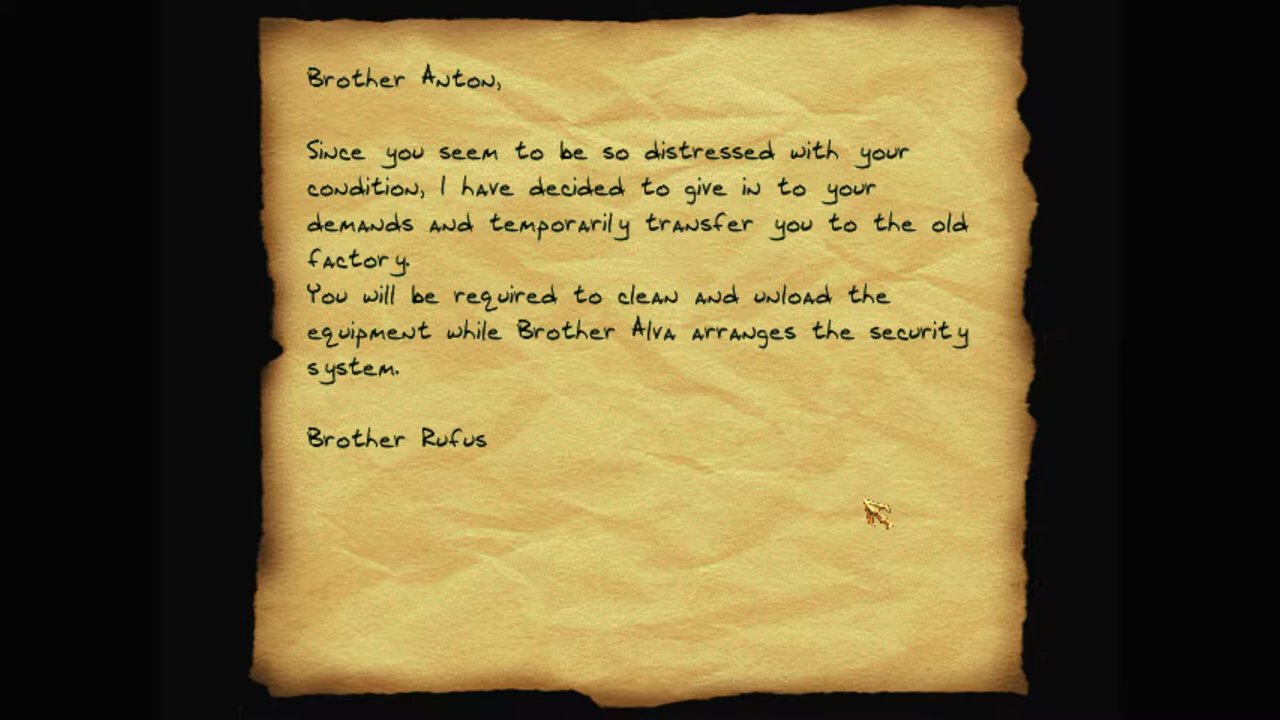 Brother Anton,
Since you seem to be so distressed with your
condition, I have decided to give in to your
demands and temporarily transfer you to the old
factory.
You will be required to clean and unload the
equipment while Brother Alva arranges the security
system.
Brother Rufus